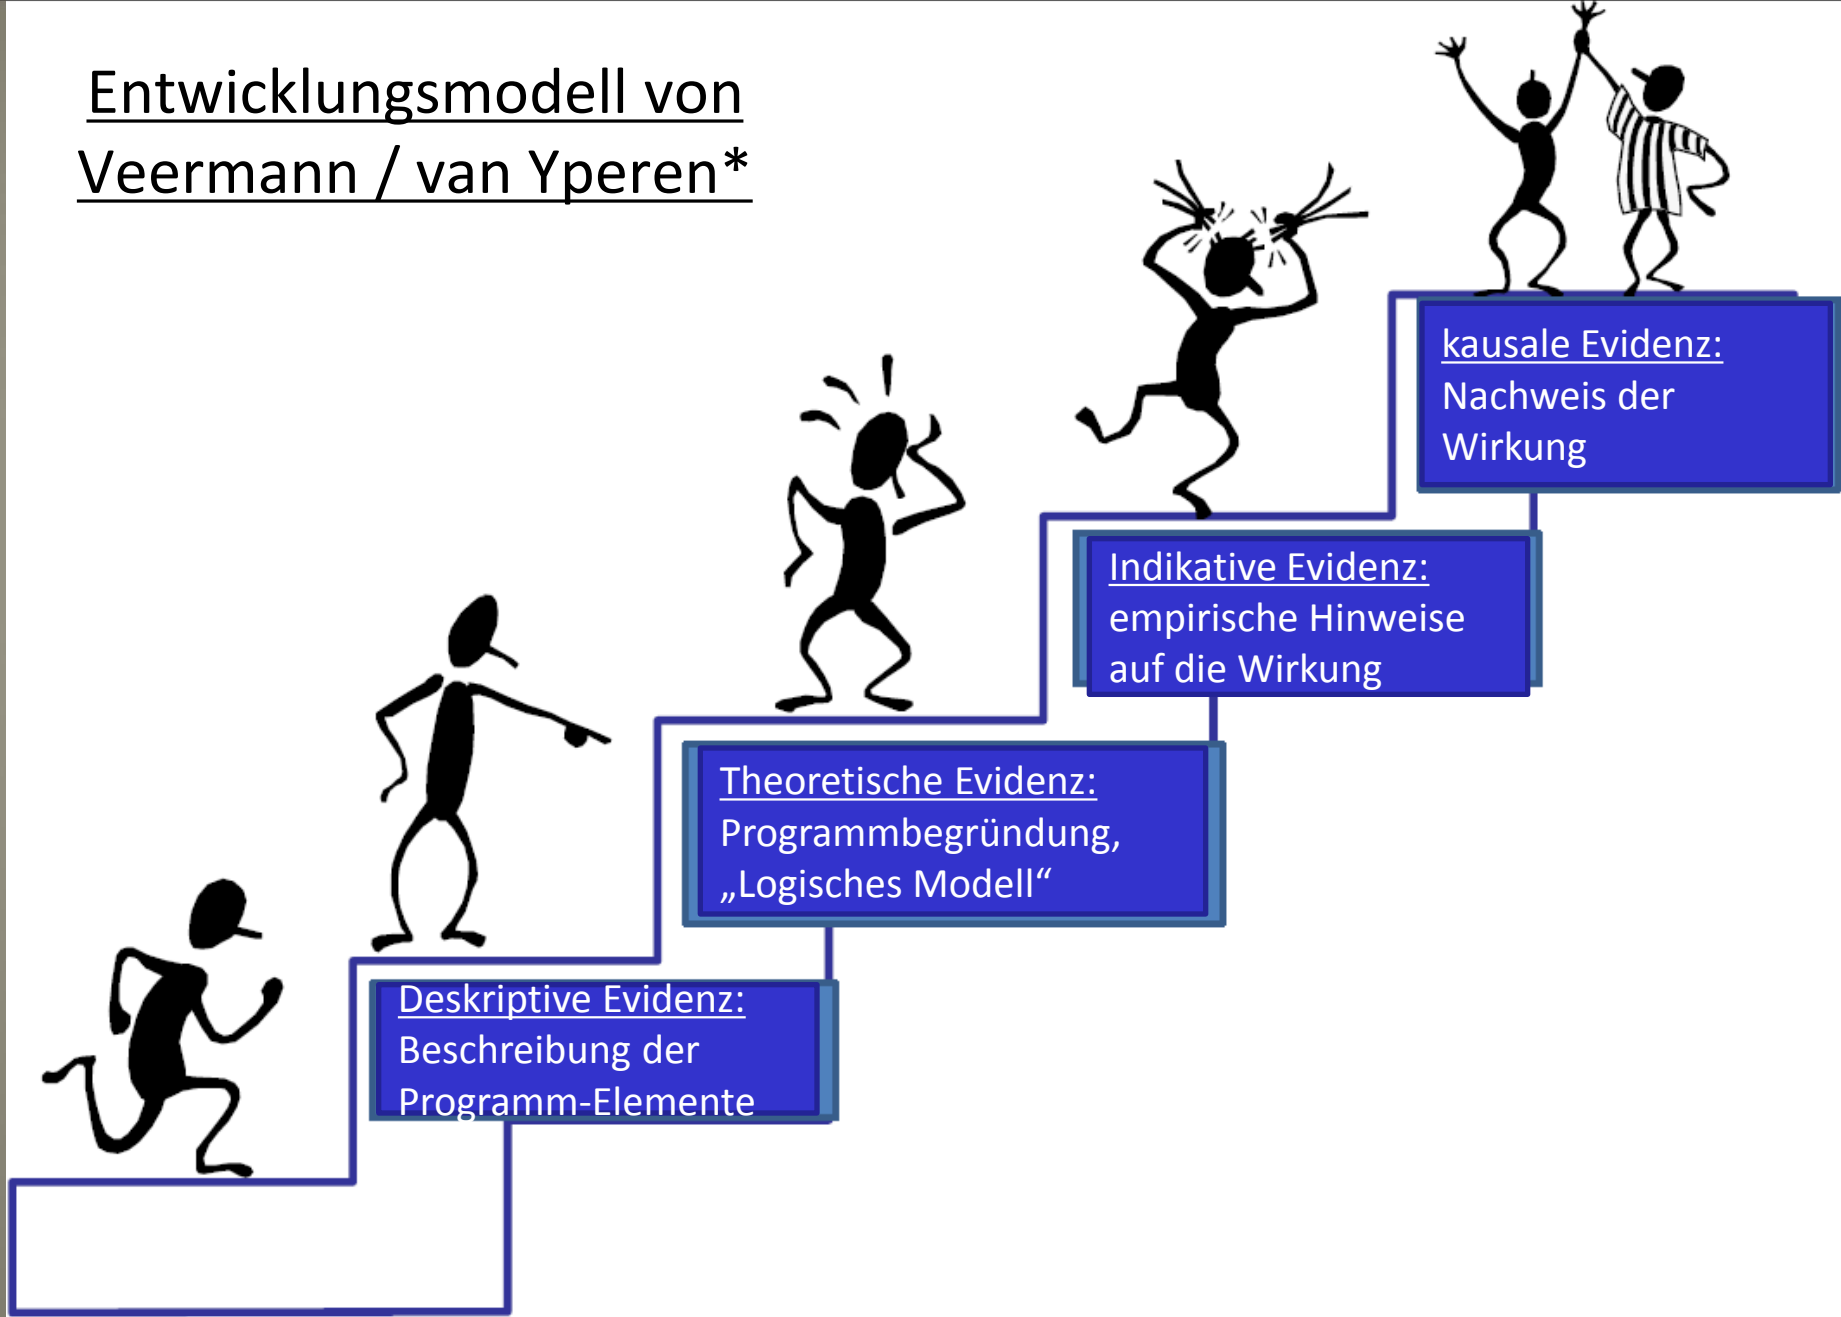 Entwicklungsmodell von
Veermann / van Yperen*
kausale Evidenz:
Nachweis der
Wirkung
Indikative Evidenz:
empirische Hinweise
auf die Wirkung
Theoretische Evidenz:
Programmbegründung,
„Logisches Modell“
Deskriptive Evidenz:
Beschreibung der
Programm-Elemente